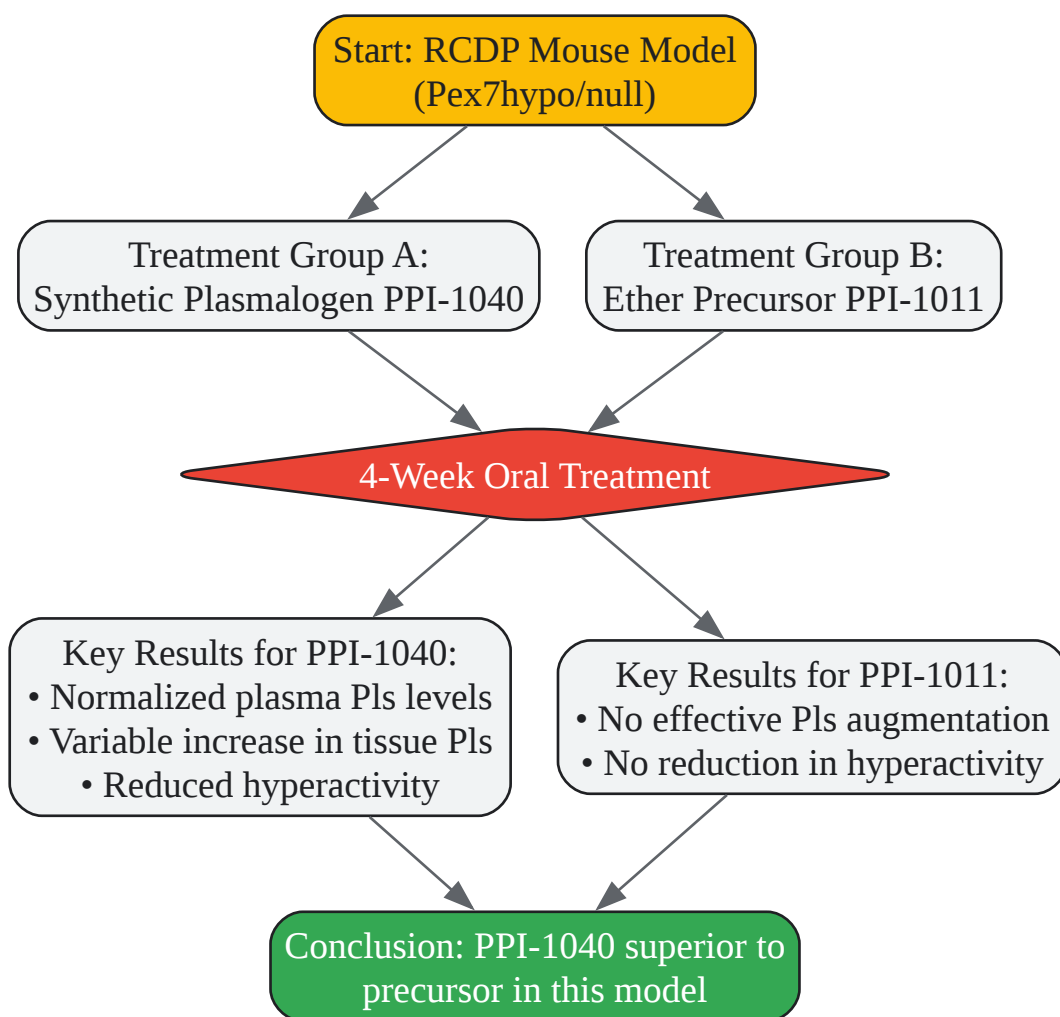 Start: RCDP Mouse Model
(Pex7hypo/null)
Treatment Group A:
Synthetic Plasmalogen PPI-1040
Treatment Group B:
Ether Precursor PPI-1011
4-Week Oral Treatment
Key Results for PPI-1040:
• Normalized plasma Pls levels
• Variable increase in tissue Pls
• Reduced hyperactivity
Key Results for PPI-1011:
• No effective Pls augmentation
• No reduction in hyperactivity
Conclusion: PPI-1040 superior to
precursor in this model